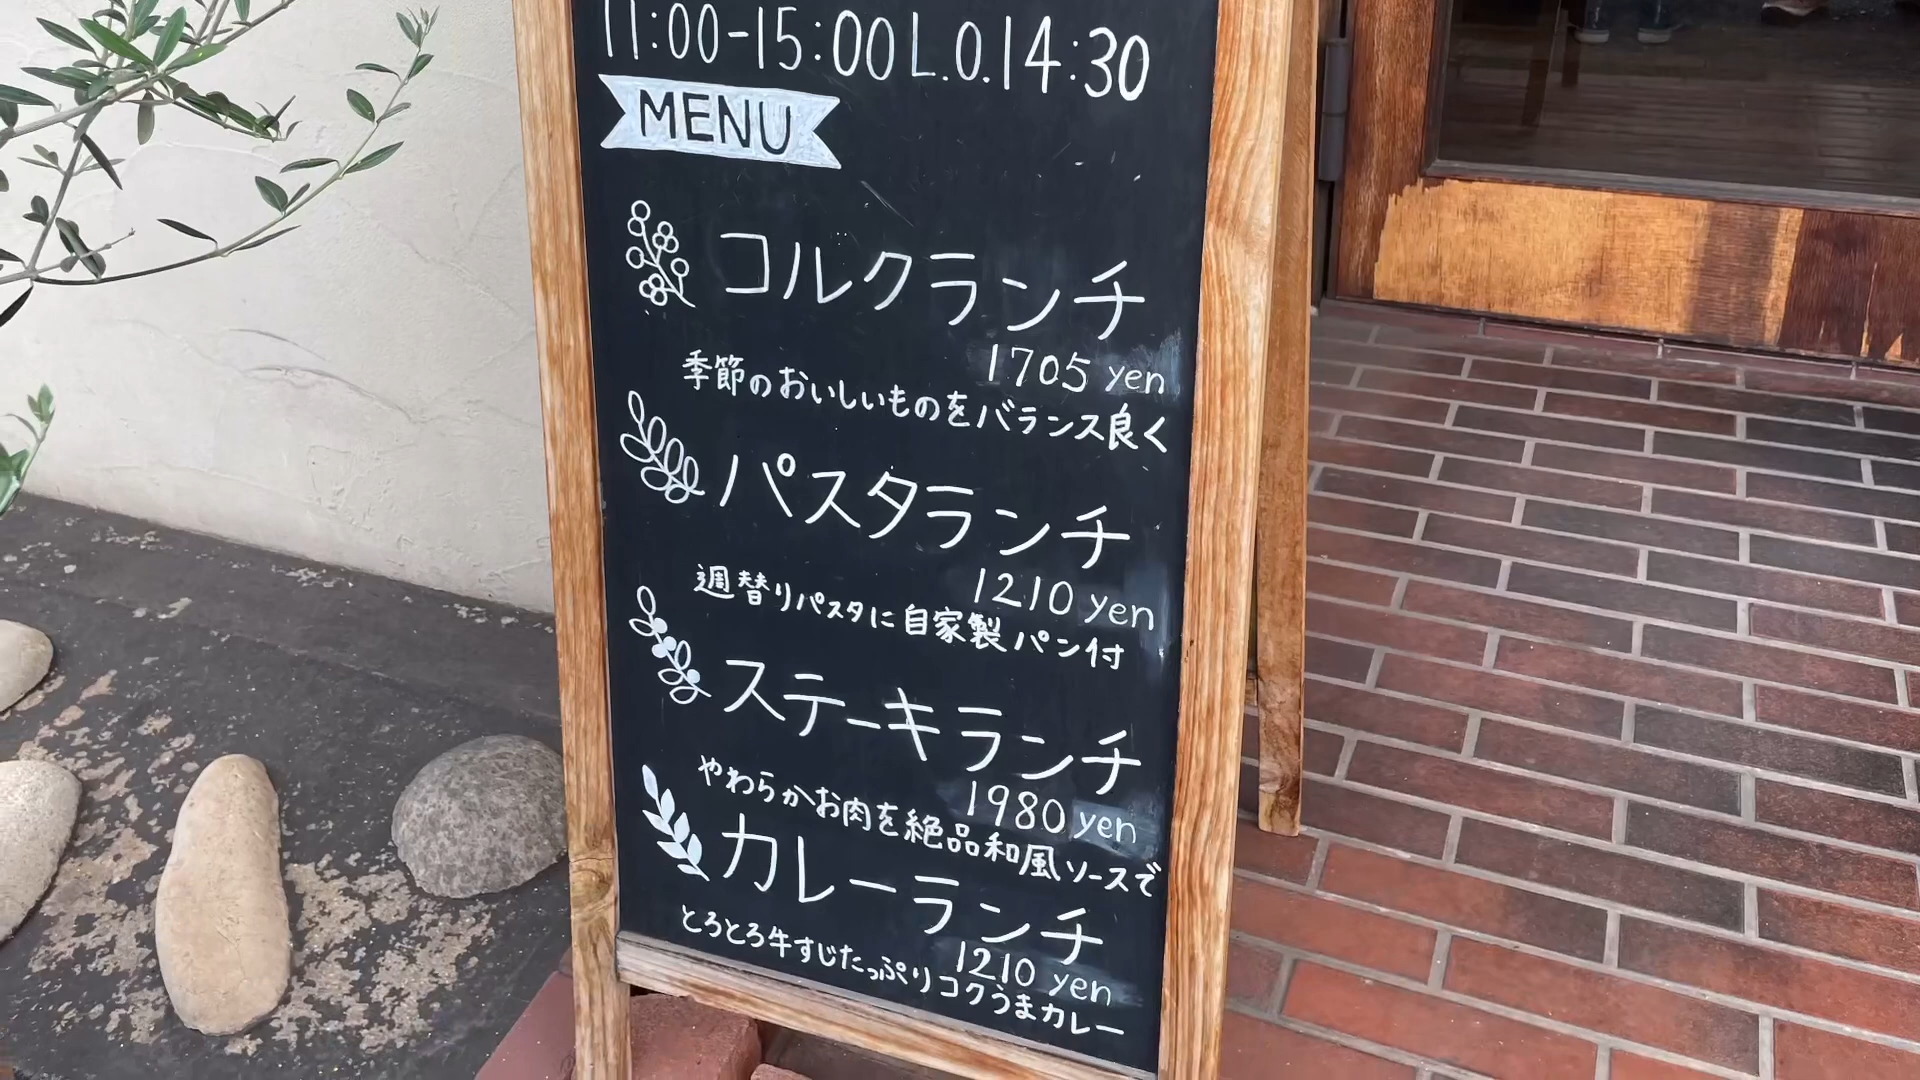 11:00-15:00 L.O.14:30
MENU
コルクランチ
1705 yen
季節のおいしいものをバランス良く
パスタランチ
1210 yen
週替りパスタに自家製パン付
ステーキランチ
1980 yen
やわらかお肉を絶品和風ソースで
カレーランチ
1210 yen
とろとろ牛すじたっぷりコクうまカレー